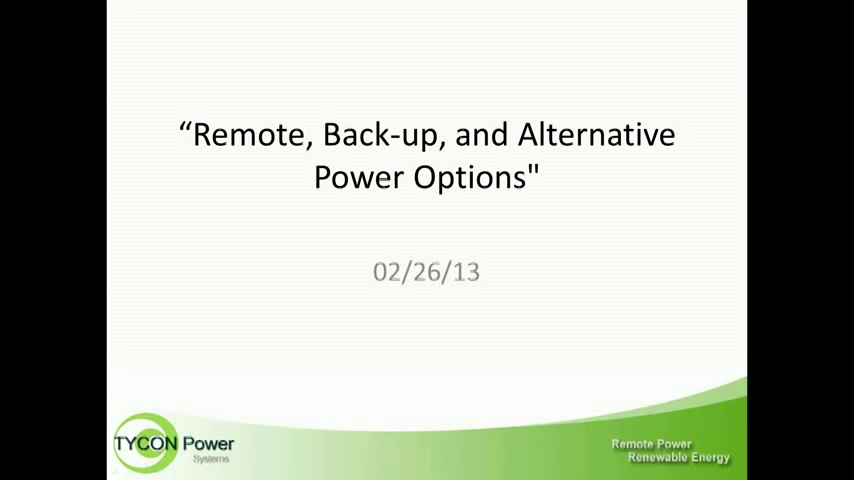 “Remote, Back-up, and Alternative
Power Options"
02/26/13
TYCON Power
Systems
Remote Power
Renewable Energy